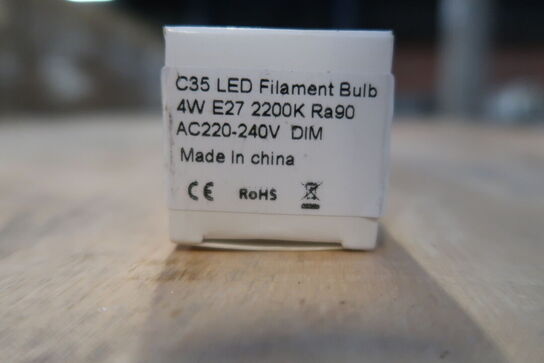 C35 LED Filament Bulb
4W E27 2200K Ra90
AC220-240V DIM
Made In china
CE RoHS